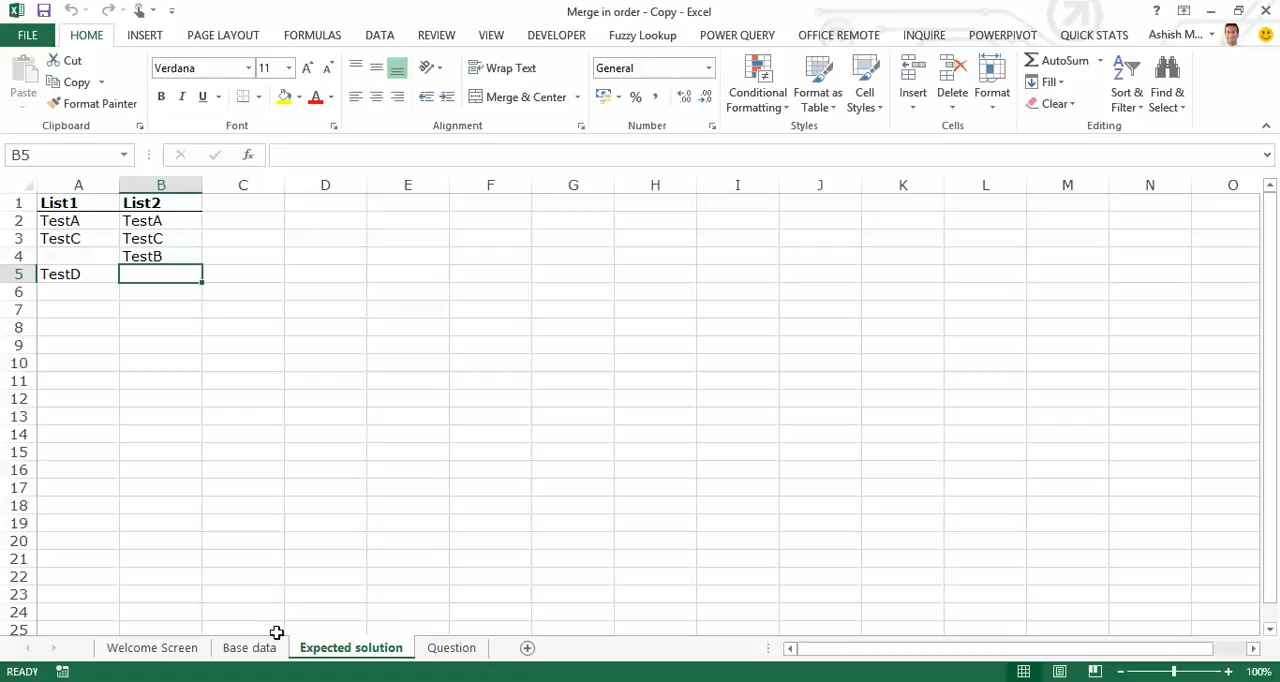 Merge in order - Copy - Excel
FILE HOME INSERT PAGE LAYOUT FORMULAS DATA REVIEW VIEW DEVELOPER Fuzzy Lookup POWER QUERY OFFICE REMOTE INQUIRE POWERPIVOT QUICK STATS Ashish M...
Paste
Cut
Copy
Format Painter
Clipboard
Verdana 11
B I U
Font
Wrap Text
Merge & Center
Alignment
General
%
Number
Conditional Formatting
Format as Table
Cell Styles
Styles
Insert Delete Format
Cells
AutoSum
Fill
Clear
Sort & Filter
Find & Select
Editing
B5 fx
A B C D E F G H I J K L M N O
1 List1 List2
2 TestA TestA
3 TestC TestC
4 TestB
5 TestD
6
7
8
9
10
11
12
13
14
15
16
17
18
19
20
21
22
23
24
25
Welcome Screen Base data Expected solution Question
READY 100%